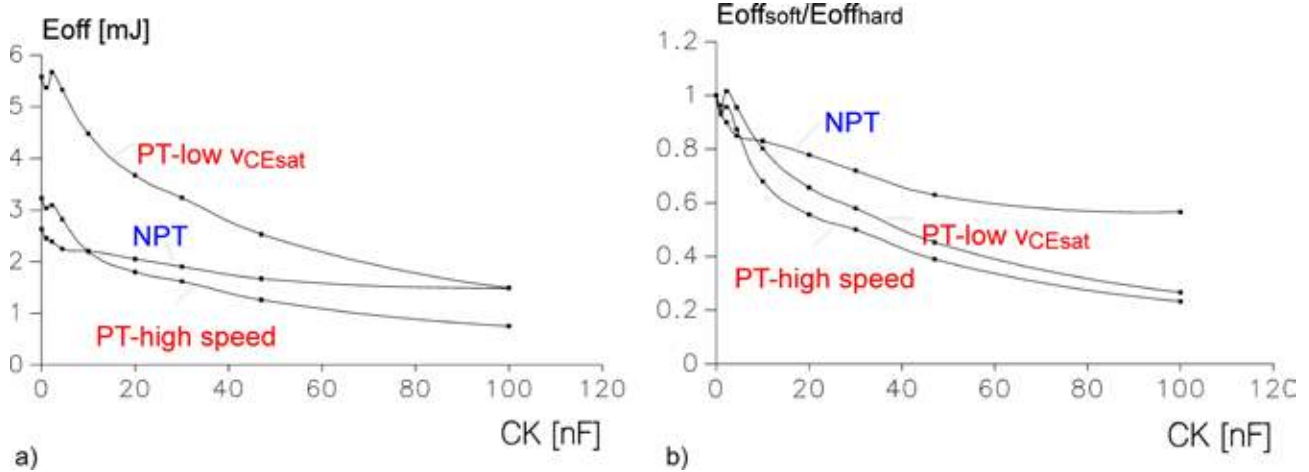 Eoff [mJ]
6
5
4
3
2
1
0
PT-low vCEsat
NPT
PT-high speed
0 20 40 60 80 100 120
CK [nF]
a)
Eoffsoft/Eoffhard
1.2
1
0.8
0.6
0.4
0.2
0
NPT
PT-low vCEsat
PT-high speed
0 20 40 60 80 100 120
CK [nF]
b)